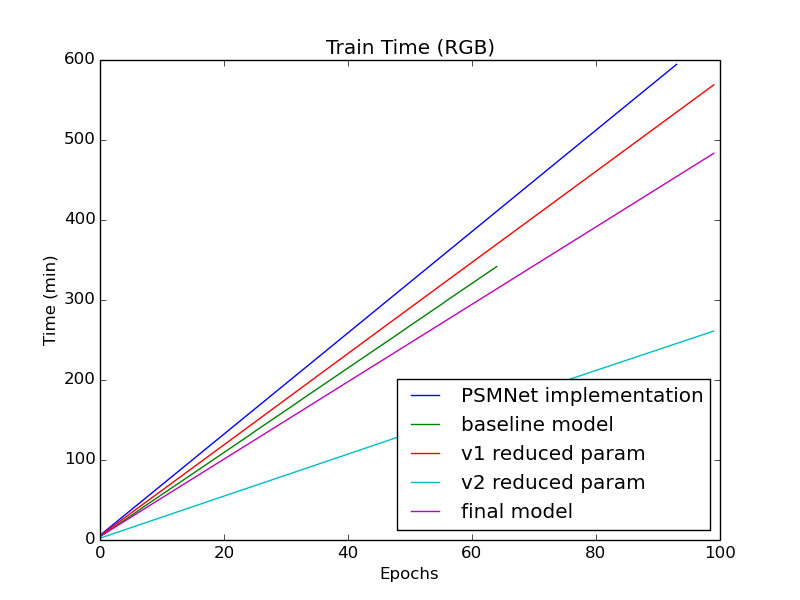 Train Time (RGB)
600
500
400
300
200
100
0
Time (min)
PSMNet implementation
baseline model
v1 reduced param
v2 reduced param
final model
0 20 40 60 80 100
Epochs